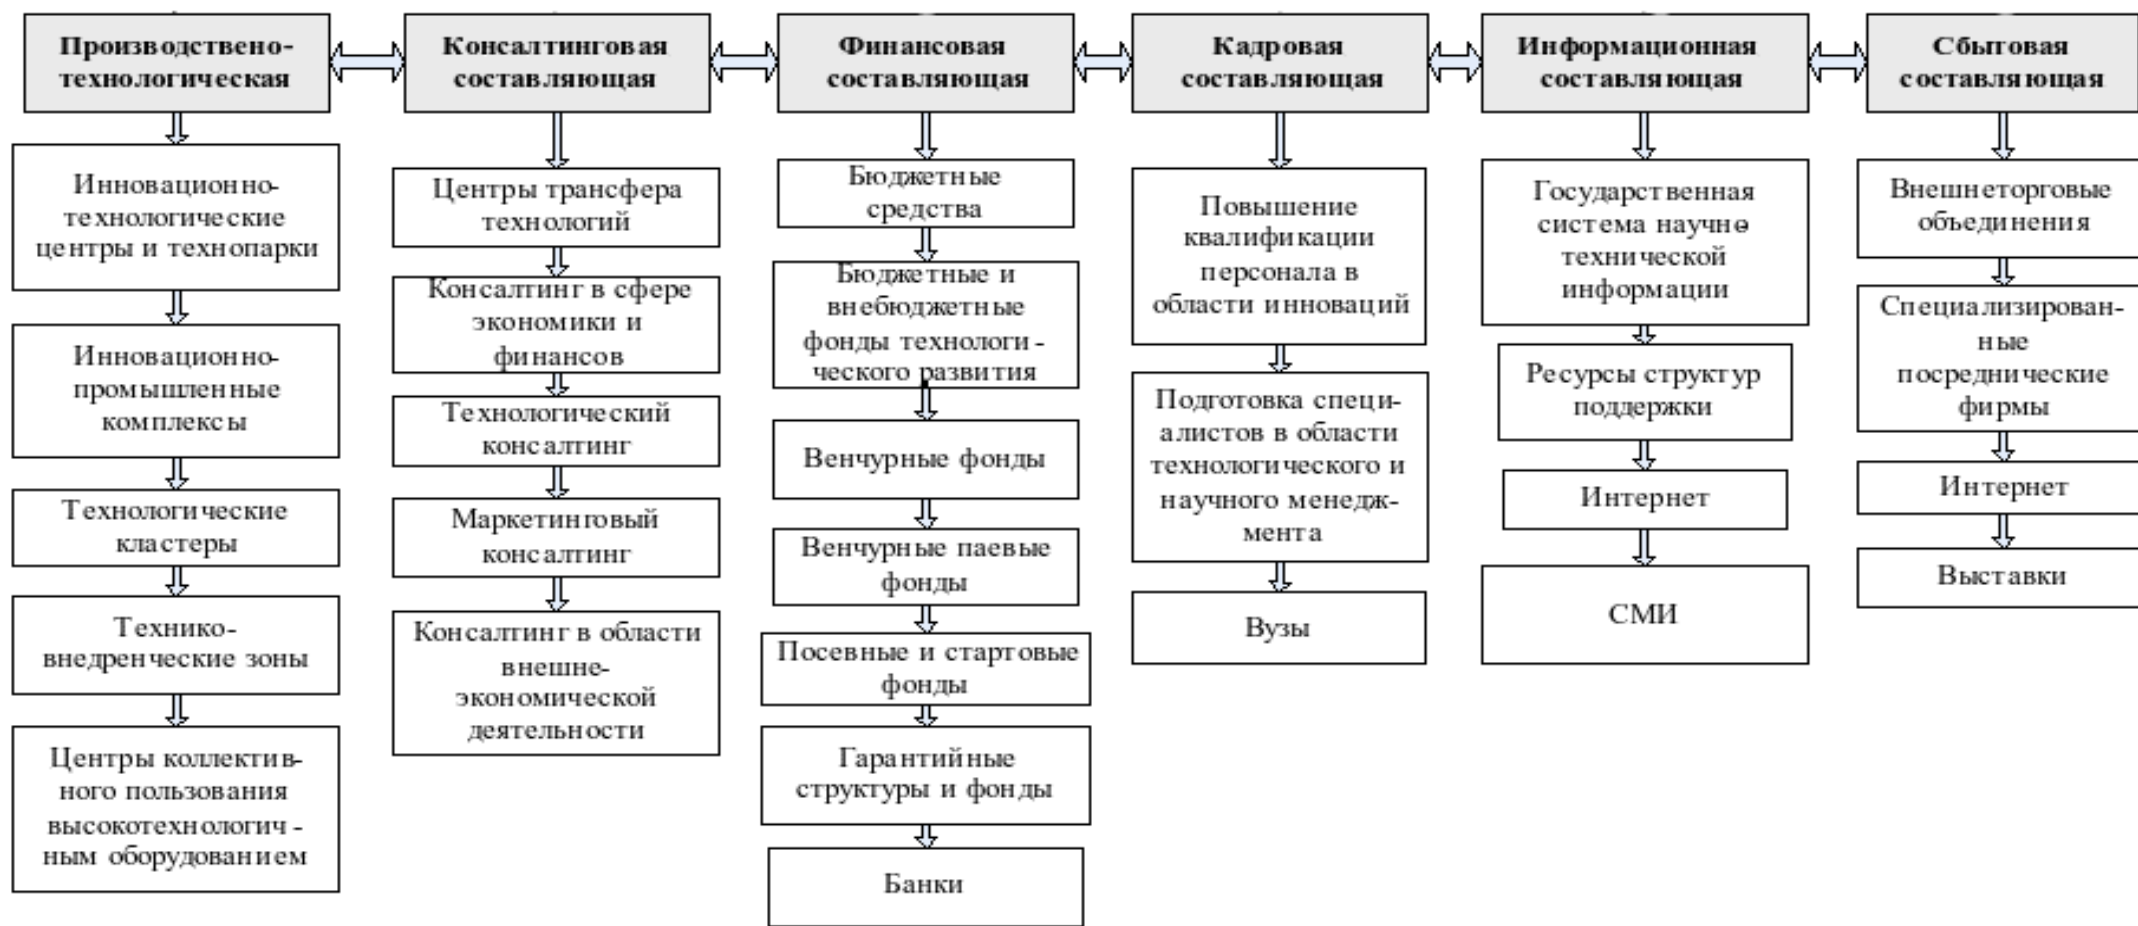 Производствено-
технологическая
Инновационно-
технологические
центры и технопарки
Инновационно-
промышленные
комплексы
Технологические
кластеры
Технико-
внедренческие зоны
Центры коллектив-
ного пользования
высокотехнологич -
ным оборудованием
Консалтинговая
составляющая
Центры трансфера
технологий
Консалтинг в сфере
экономики и
финансов
Технологический
консалтинг
Маркетинговый
консалтинг
Консалтинг в области
внешне-
экономической
деятельности
Финансовая
составляющая
Бюджетные
средства
Бюджетные и
внебюджетные
фонды технологи -
ческого развития
Венчурные фонды
Венчурные паевые
фонды
Посевные и стартовые
фонды
Гарантийные
структуры и фонды
Банки
Кадровая
составляющая
Повышение
квалификации
персонала в
области инноваций
Подготовка специ-
алистов в области
технологического и
научного менедж-
мента
Вузы
Информационная
составляющая
Государственная
система научно-
технической
информации
Ресурсы структур
поддержки
Интернет
СМИ
Сбытовая
составляющая
Внешнеторговые
объединения
Специализирован-
ные
посреднические
фирмы
Интернет
Выставки